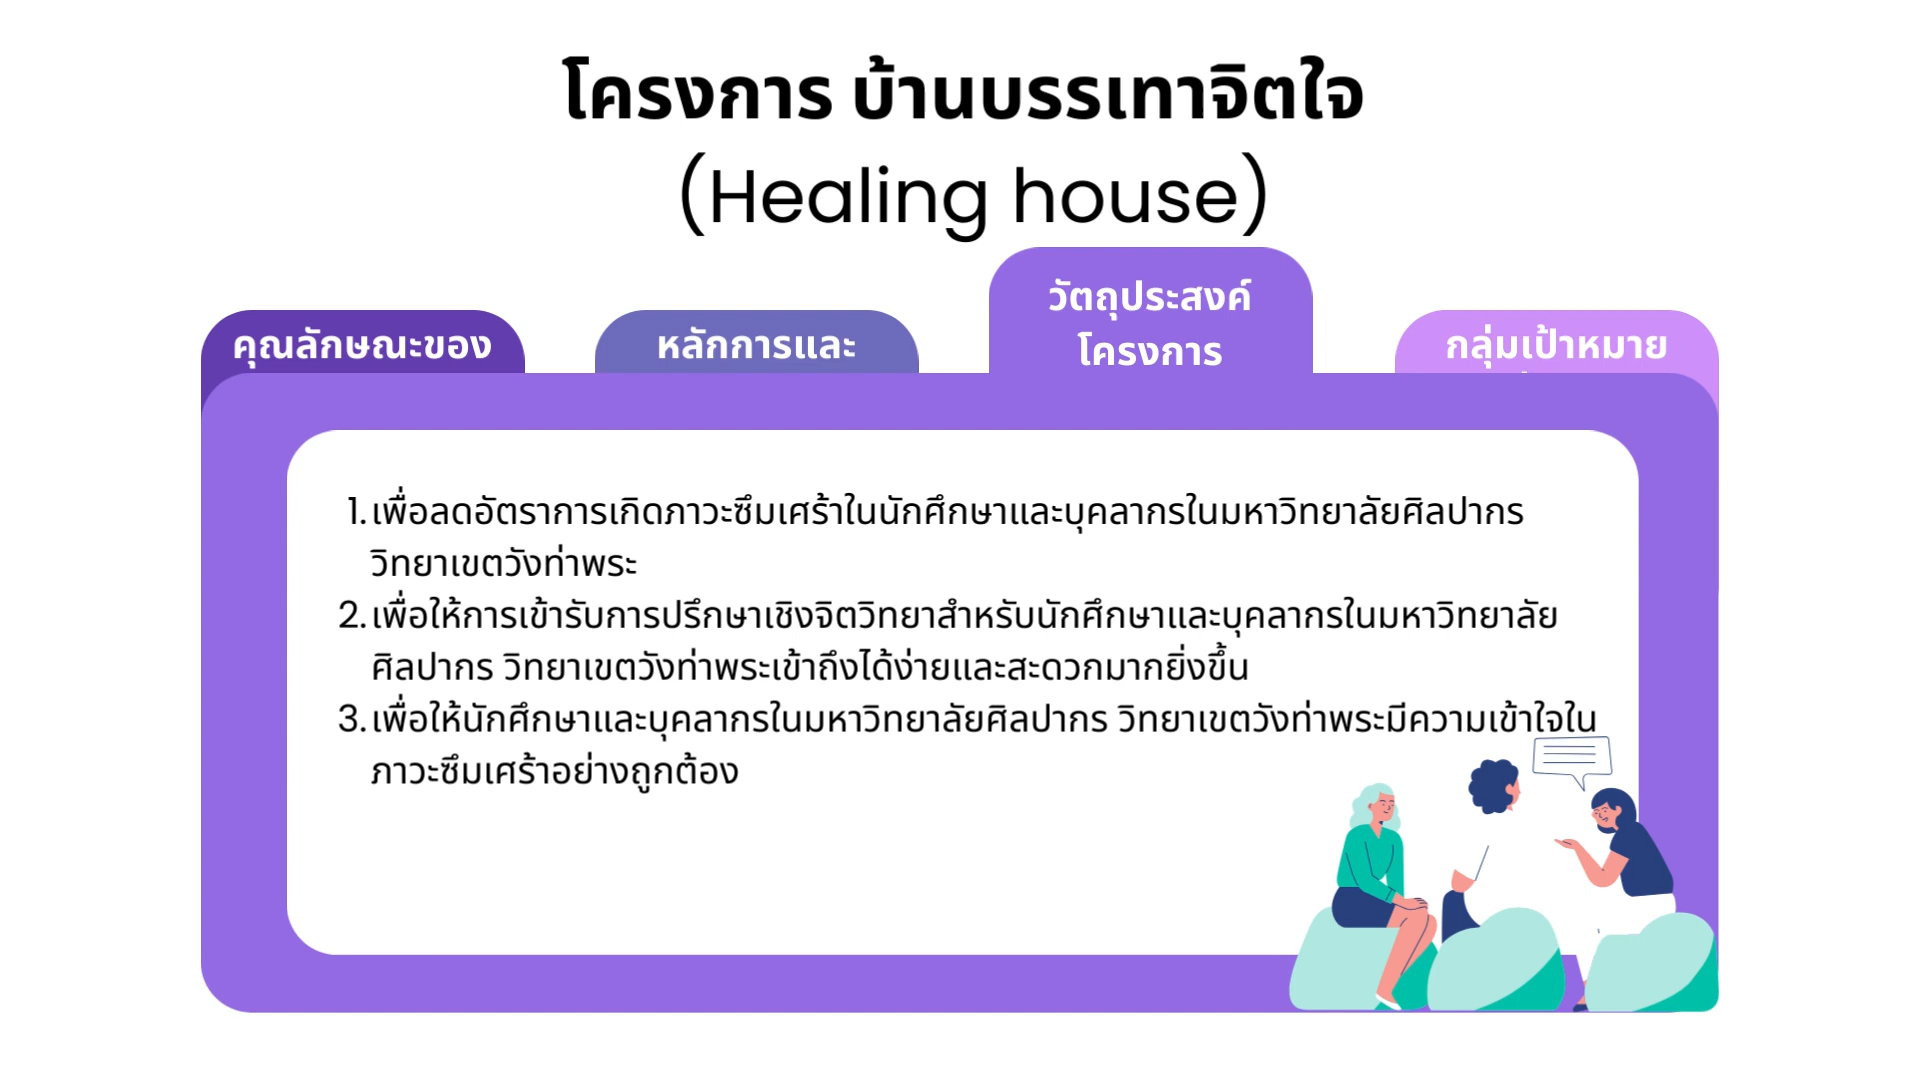 โครงการ บ้านบรรเทาจิตใจ
(Healing house)
คุณลักษณะของ
หลักการและ
วัตถุประสงค์
โครงการ
กลุ่มเป้าหมาย
1. เพื่อลดอัตราการเกิดภาวะซึมเศร้าในนักศึกษาและบุคลากรในมหาวิทยาลัยศิลปากร
วิทยาเขตวังท่าพระ
2. เพื่อให้การเข้ารับการปรึกษาเชิงจิตวิทยาสำหรับนักศึกษาและบุคลากรในมหาวิทยาลัย
ศิลปากร วิทยาเขตวังท่าพระเข้าถึงได้ง่ายและสะดวกมากยิ่งขึ้น
3. เพื่อให้นักศึกษาและบุคลากรในมหาวิทยาลัยศิลปากร วิทยาเขตวังท่าพระมีความเข้าใจใน
ภาวะซึมเศร้าอย่างถูกต้อง